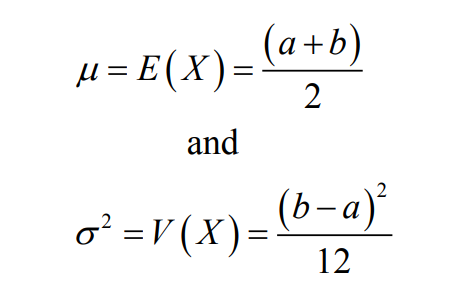 μ = E(X) = (a+b)/2
and
σ² = V(X) = (b−a)²/12